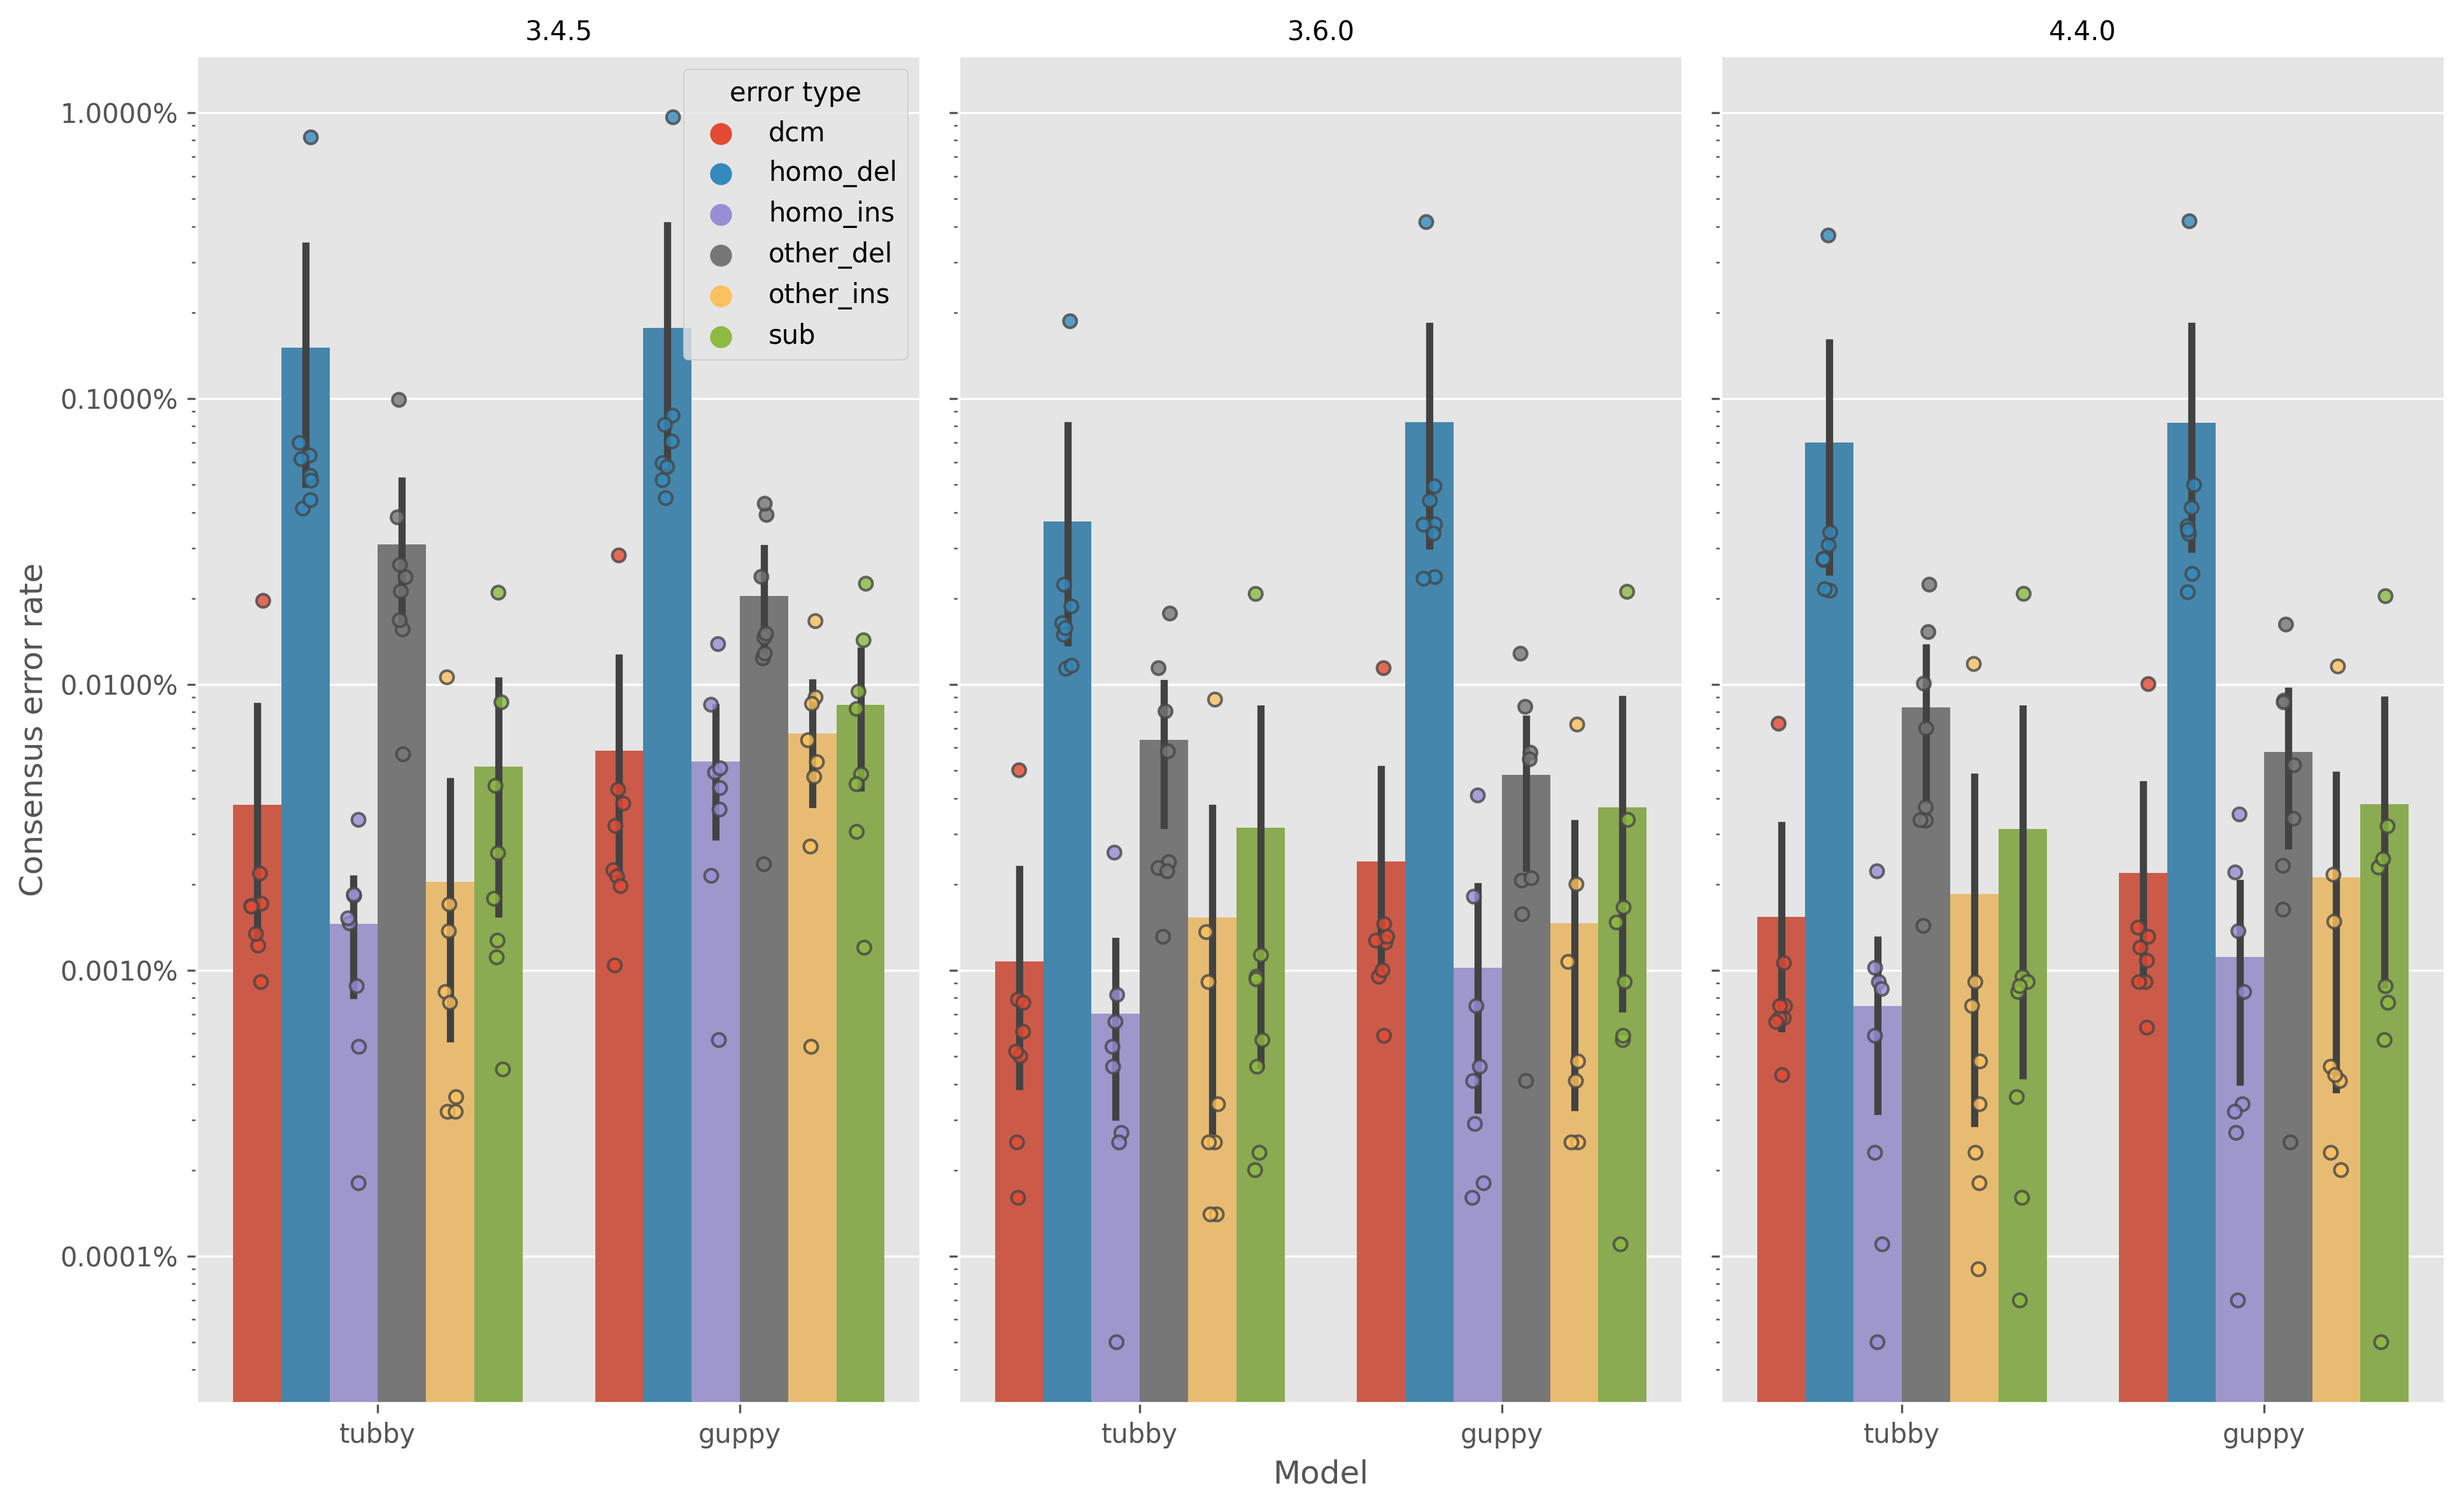 3.4.5
3.6.0
4.4.0
error type
dcm
homo_del
homo_ins
other_del
other_ins
sub
1.0000%
0.1000%
0.0100%
0.0010%
0.0001%
Consensus error rate
tubby
guppy
tubby
guppy
tubby
guppy
Model